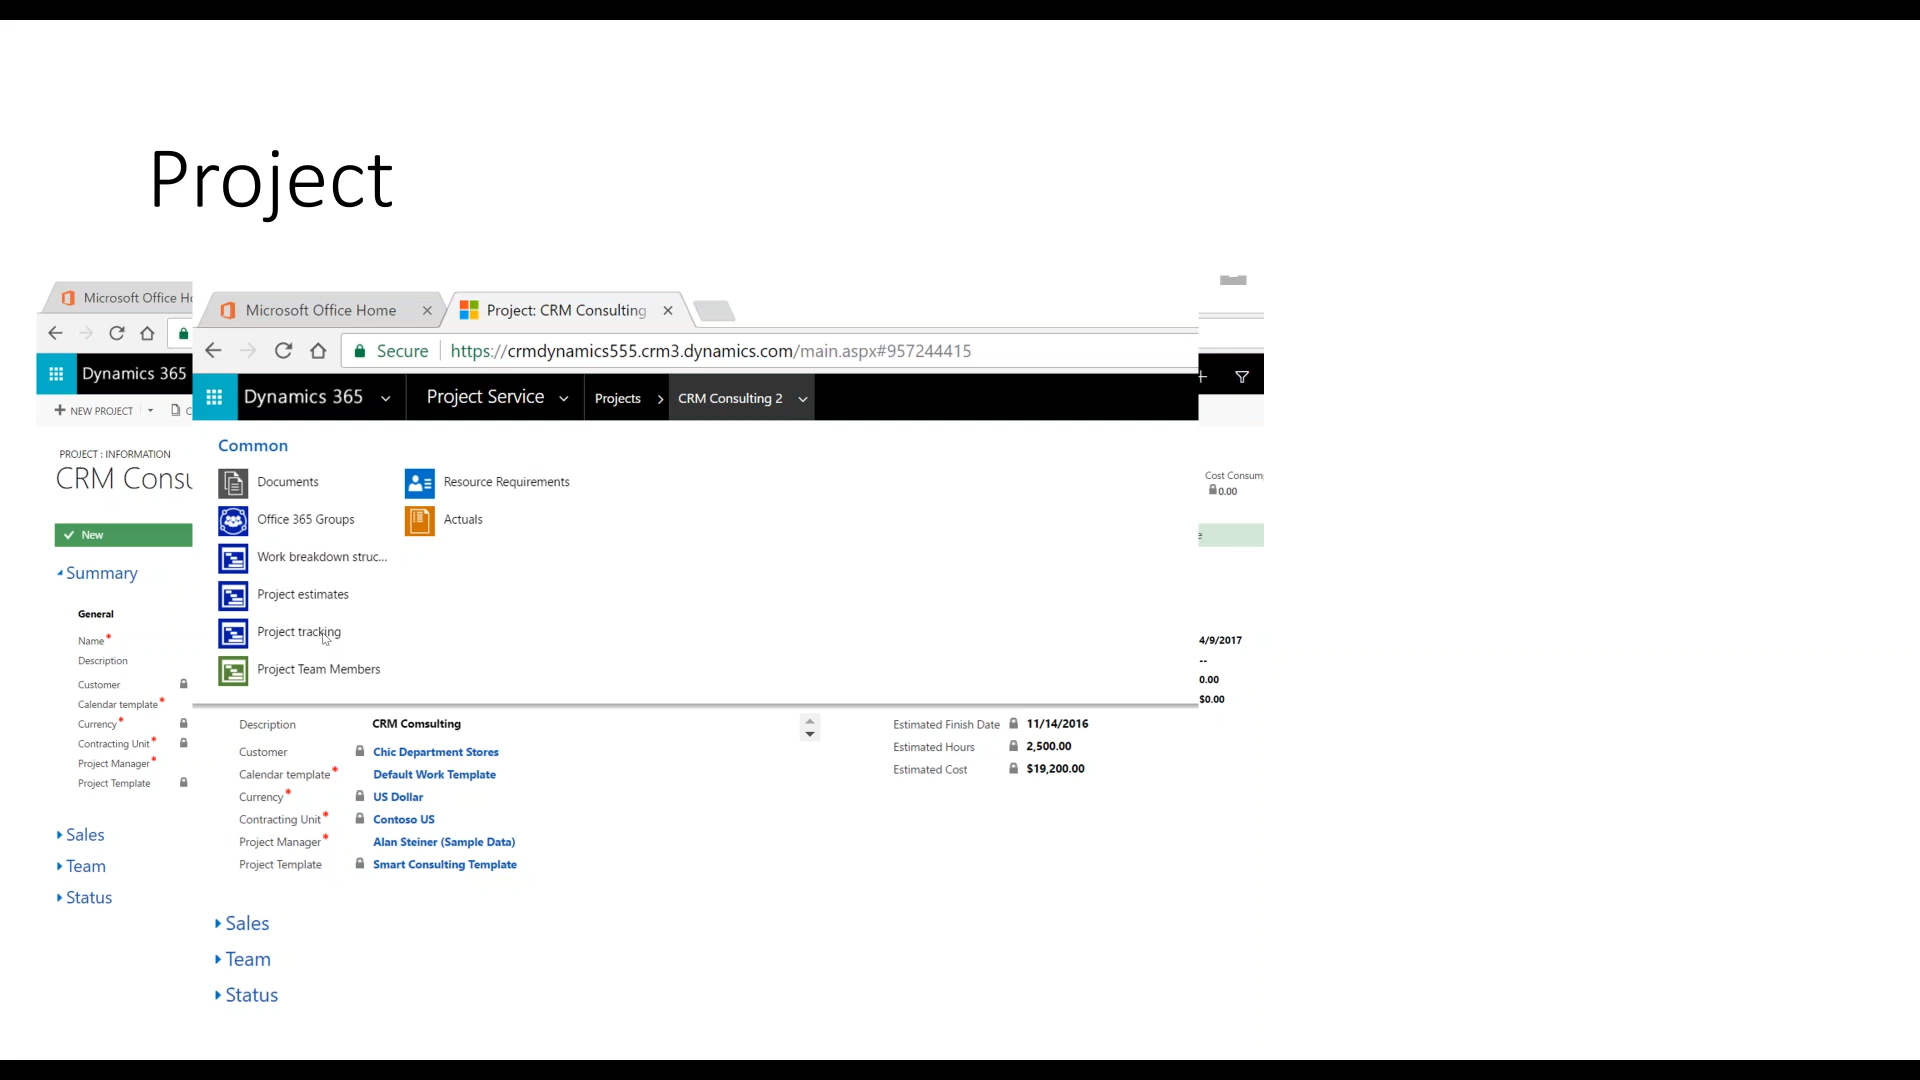 Project
Microsoft Office Ho
Microsoft Office Home
Project: CRM Consulting
Secure
https://crmdynamics555.crm3.dynamics.com/main.aspx#957244415
Dynamics 365
Dynamics 365
Project Service
Projects
CRM Consulting 2
NEW PROJECT
C
Common
Documents
Resource Requirements
Office 365 Groups
Actuals
Work breakdown struc...
Project estimates
Project tracking
Project Team Members
PROJECT : INFORMATION
CRM Consu
Cost Consum
0.00
New
e
Summary
General
Name*
Description
Customer
Calendar template*
Currency*
Contracting Unit*
Project Manager*
Project Template
4/9/2017
--
0.00
$0.00
Description CRM Comsulting
Customer Chic Department Stores
Calendar template* Default Work Template
Currency* US Dollar
Contracting Unit* Contoso US
Project Manager* Alan Steiner (Sample Data)
Project Template Smart Consulting Template
Estimated Finish Date 11/14/2016
Estimated Hours 2,500.00
Estimated Cost $19,200.00
Sales
Team
Status
Sales
Team
Status